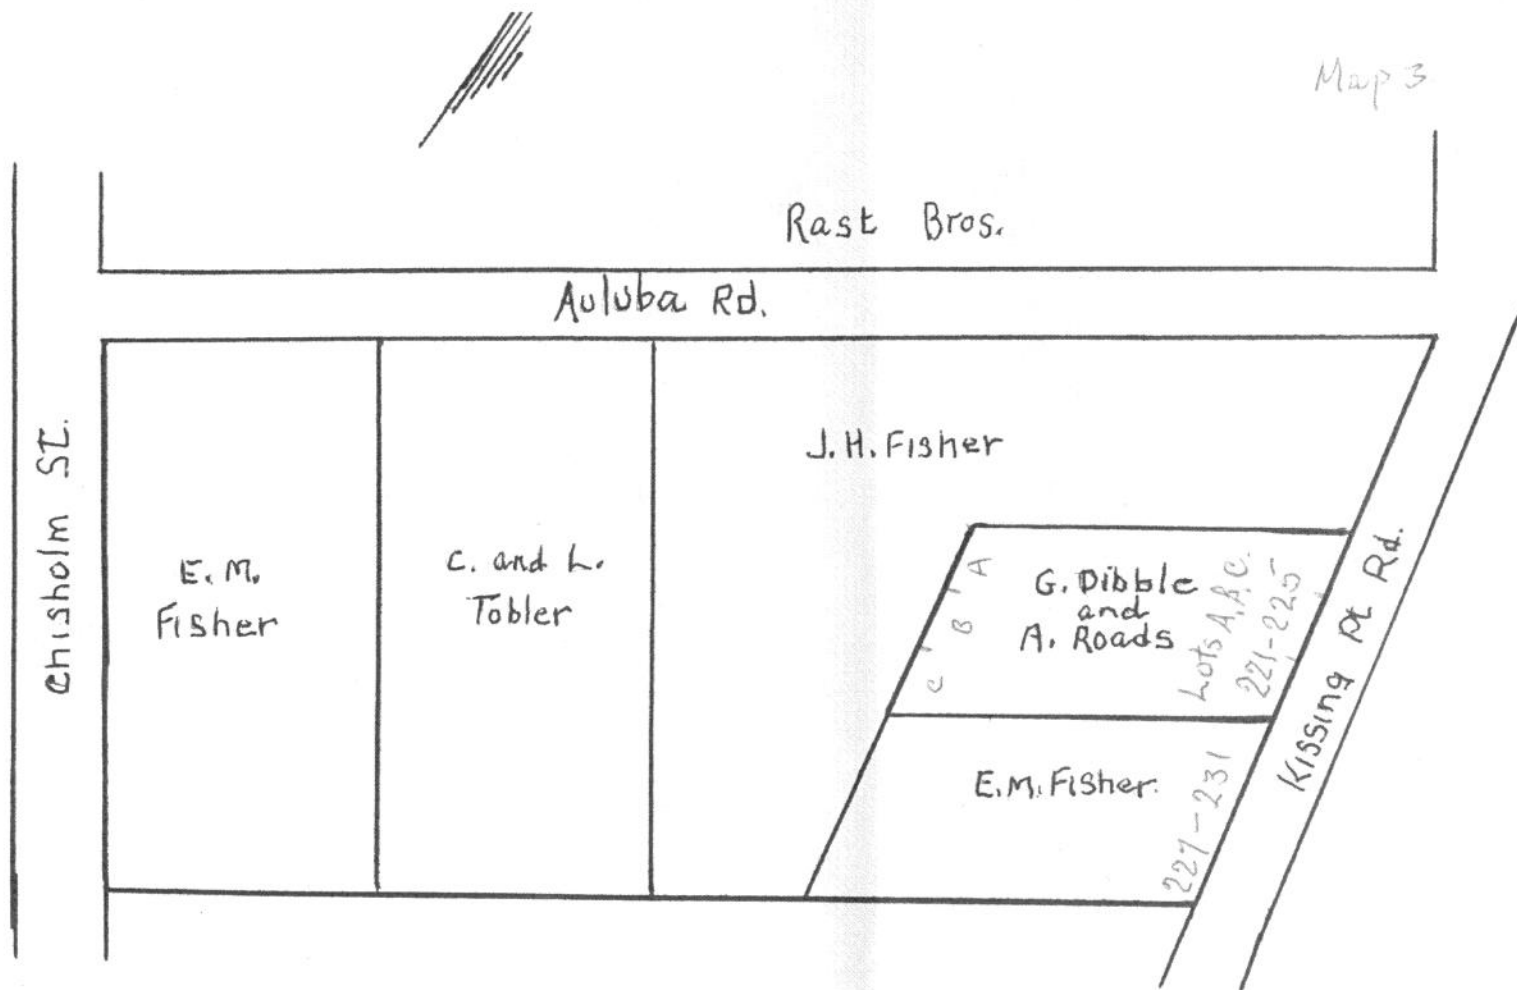 Map 3
Rast Bros.
Auluba Rd.
Chisholm St.
J.H. Fisher
E. M.
Fisher
C. and L.
Tobler
A
B
C
G. Dibble
and
A. Roads
Lots A, B, C.
221-225
Kissing Pt Rd.
E.M. Fisher.
227-231